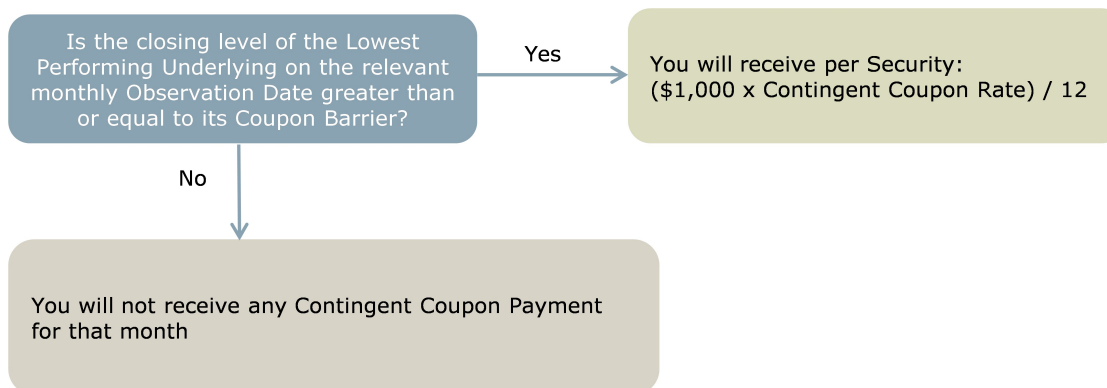 Is the closing level of the Lowest
Performing Underlying on the relevant
monthly Observation Date greater than
or equal to its Coupon Barrier?
Yes
You will receive per Security:
($1,000 x Contingent Coupon Rate) / 12
No
You will not receive any Contingent Coupon Payment
for that month